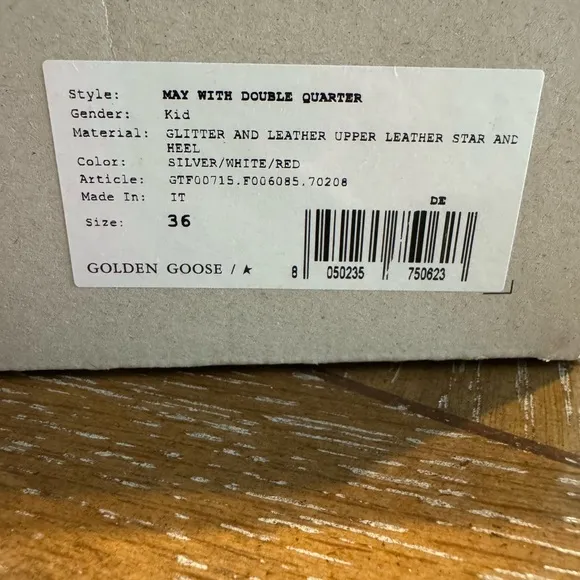 Style: MAY WITH DOUBLE QUARTER
Gender: Kid
Material: GLITTER AND LEATHER UPPER LEATHER STAR AND
HEEL
Color: SILVER/WHITE/RED
Article: GTF00715.F006085.70208
Made In: IT
DE
Size: 36
GOLDEN GOOSE / ★
8 050235 750623